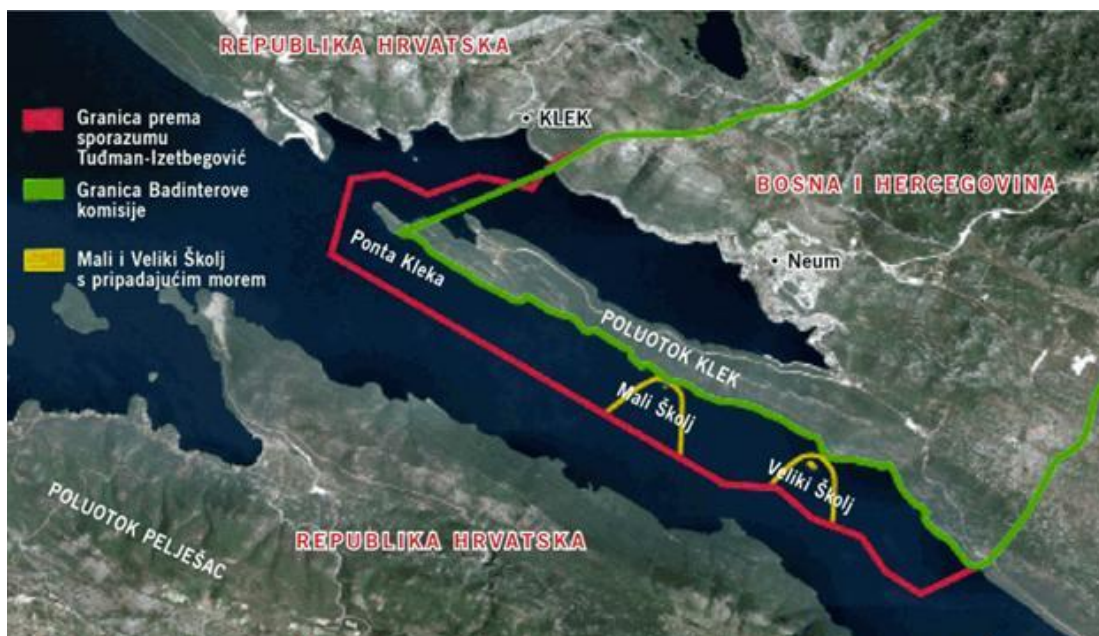 REPUBLIKA HRVATSKA
Granica prema
sporazumu
Tuđman-Izetbegović
KLEK
Granica Badinterove
komisije
BOSNA I HERCEGOVINA
Mali i Veliki Školj
s pripadajućim morem
Ponta Kleka
Neum
POLUOTOK KLEK
Mali Školj
Veliki Školj
POLUOTOK PELJEŠAC
REPUBLIKA HRVATSKA